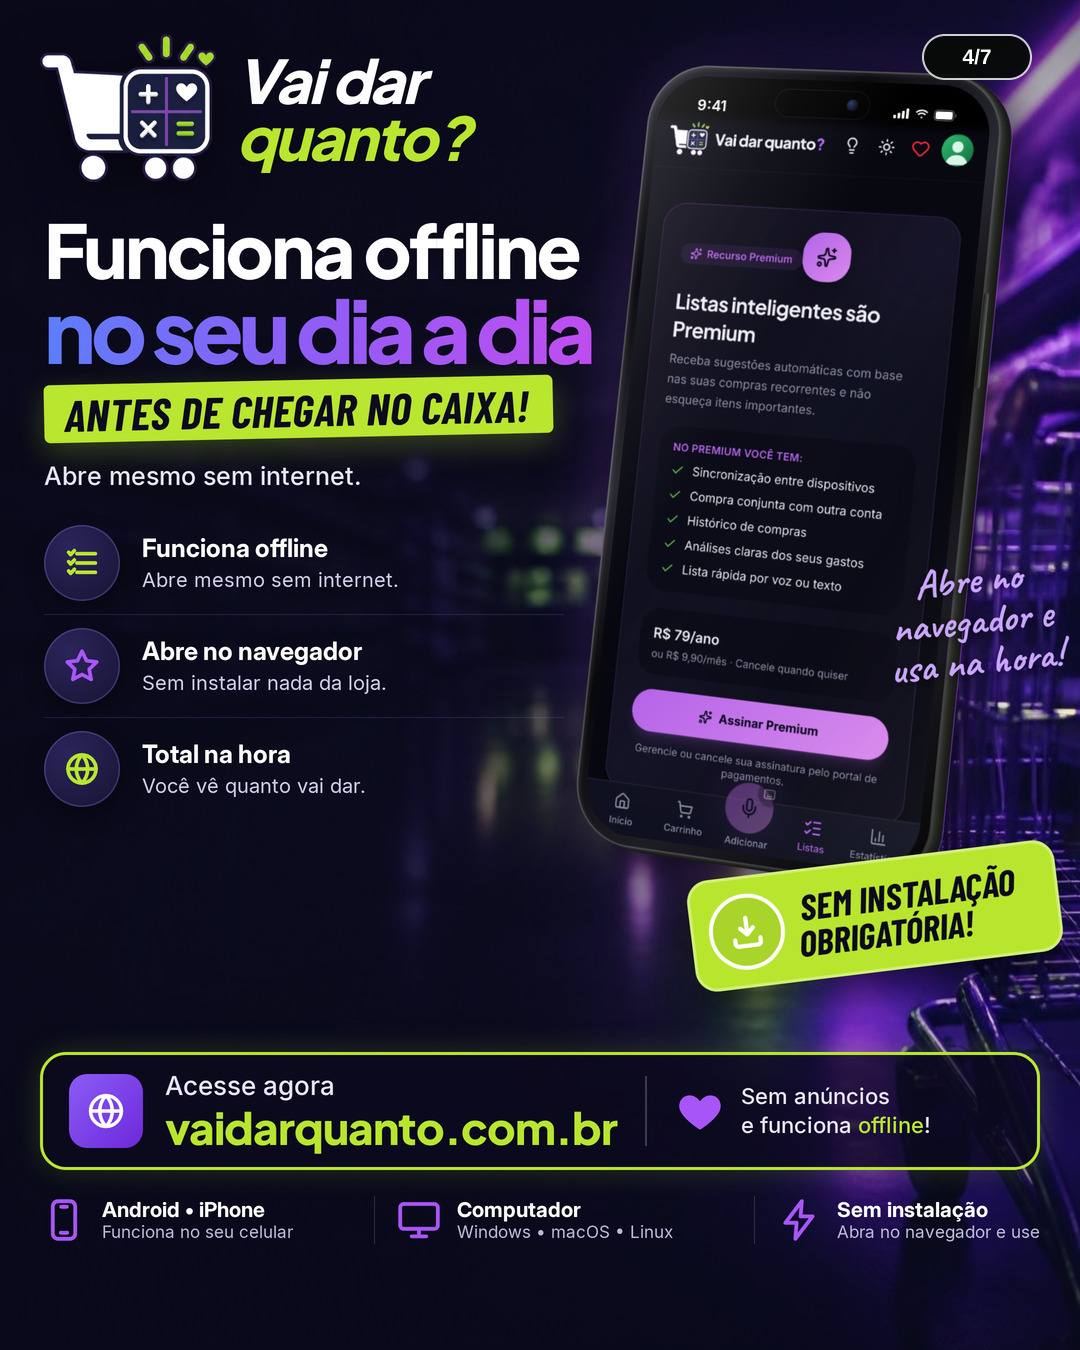 Vai dar
quanto?
4/7
Funciona offline
no seu dia a dia
ANTES DE CHEGAR NO CAIXA!
Abre mesmo sem internet.
Funciona offline
Abre mesmo sem internet.
Abre no navegador
Sem instalar nada da loja.
Total na hora
Você vê quanto vai dar.
9:41
Vai dar quanto?
Recurso Premium
Listas inteligentes são
Premium
Receba sugestões automáticas com base
nas suas compras recorrentes e não
esqueça itens importantes.
NO PREMIUM VOCÊ TEM:
Sincronização entre dispositivos
Compra conjunta com outra conta
Histórico de compras
Análises claras dos seus gastos
Lista rápida por voz ou texto
R$ 79/ano
ou R$ 9,90/mês · Cancele quando quiser
Assinar Premium
Gerencie ou cancele sua assinatura pelo portal de
pagamentos.
Início
Carrinho
Adicionar
Listas
Abre no
navegador e
usa na hora!
SEM INSTALAÇÃO
OBRIGATÓRIA!
Acesse agora
vaidarquanto.com.br
Sem anúncios
e funciona offline!
Android • iPhone
Funciona no seu celular
Computador
Windows • macOS • Linux
Sem instalação
Abra no navegador e use